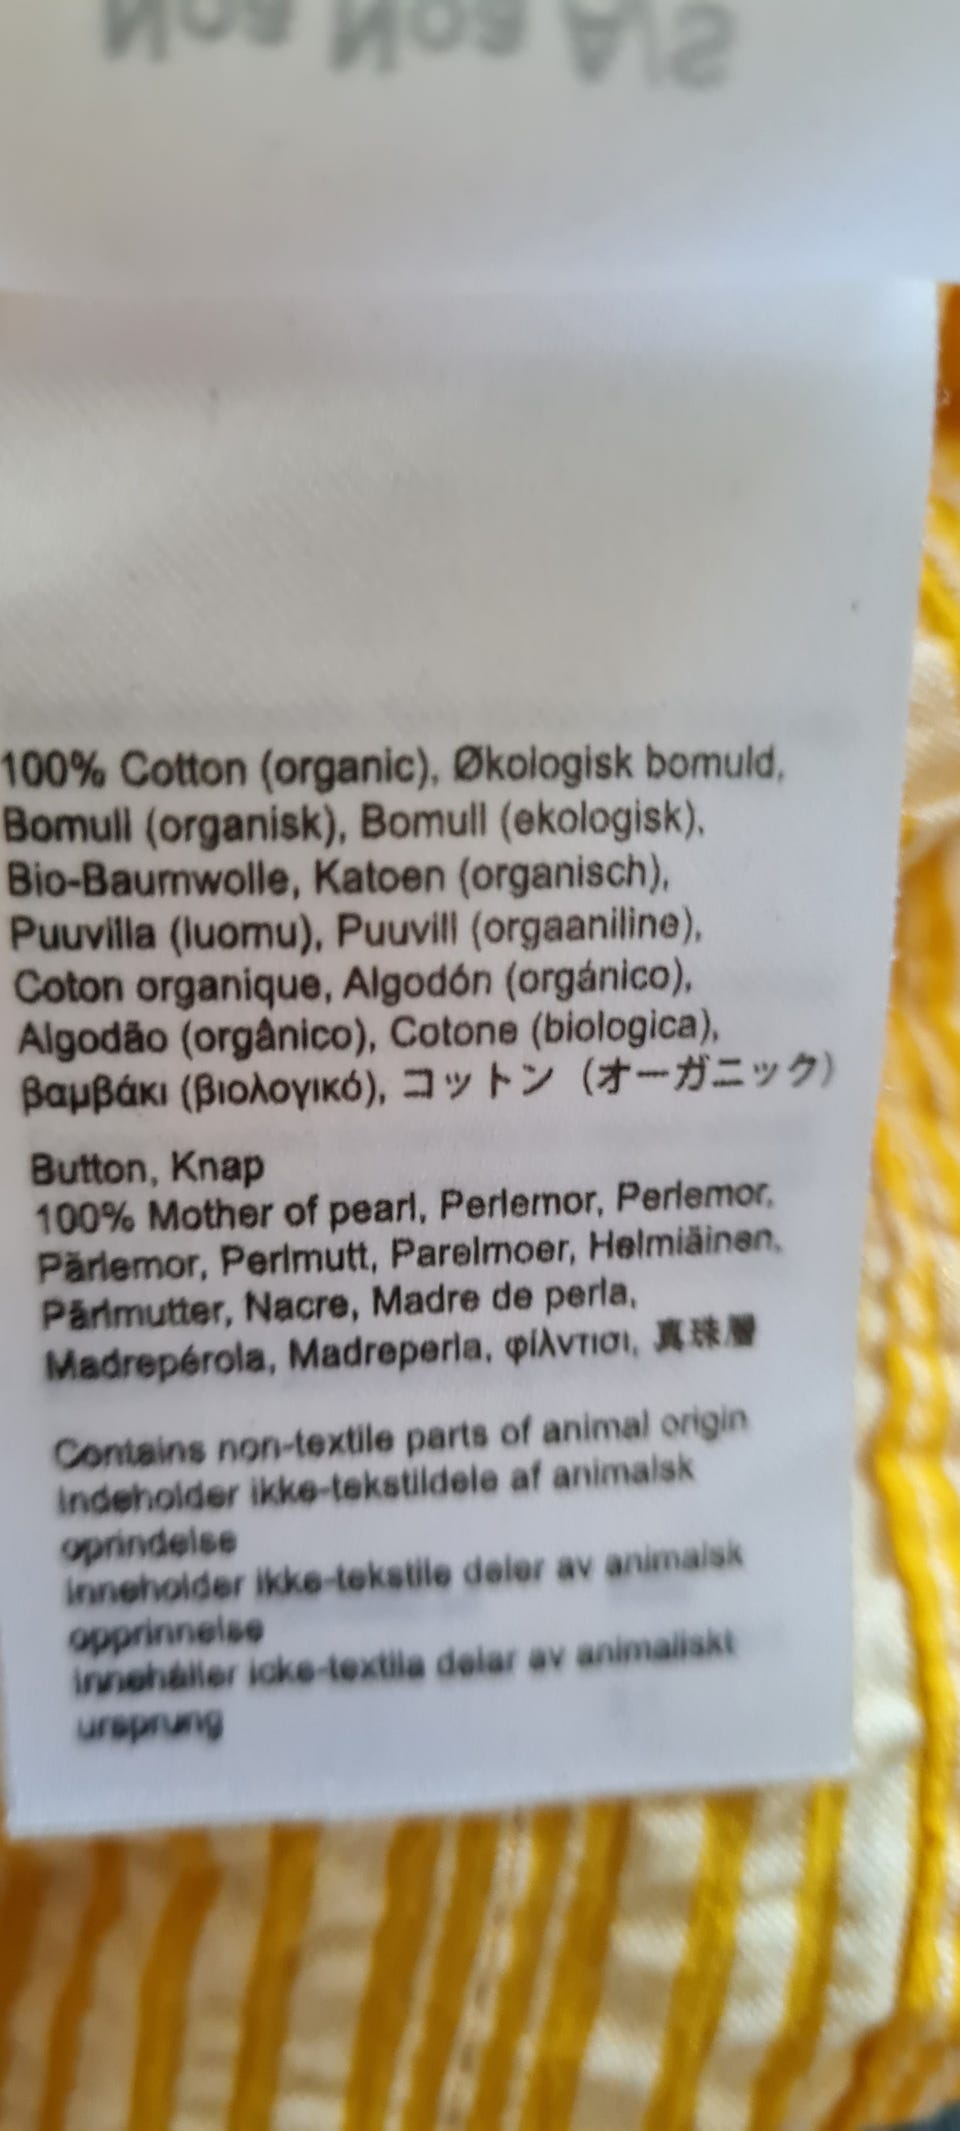 Noa Noa A/S
100% Cotton (organic), Økologisk bomuld,
Bomull (organisk), Bomull (ekologisk),
Bio-Baumwolle, Katoen (organisch),
Puuvilla (luomu), Puuvill (orgaaniline),
Coton organique, Algodón (orgánico),
Algodão (orgânico), Cotone (biologica),
βαμβάκι (βιολογικό), コットン (オーガニック)
Button, Knap
100% Mother of pearl, Perlemor, Perlemor,
Pärlemor, Perlmutt, Parelmoer, Helmiäinen,
Pärlmutter, Nacre, Madre de perla,
Madrepérola, Madreperla, φίλντισι, 真珠層
Contains non-textile parts of animal origin
Indeholder ikke-tekstildele af animalsk
oprindelse
Inneholder ikke-tekstile deler av animalsk
opprinnelse
Innehåller icke-textila delar av animaliskt
ursprung